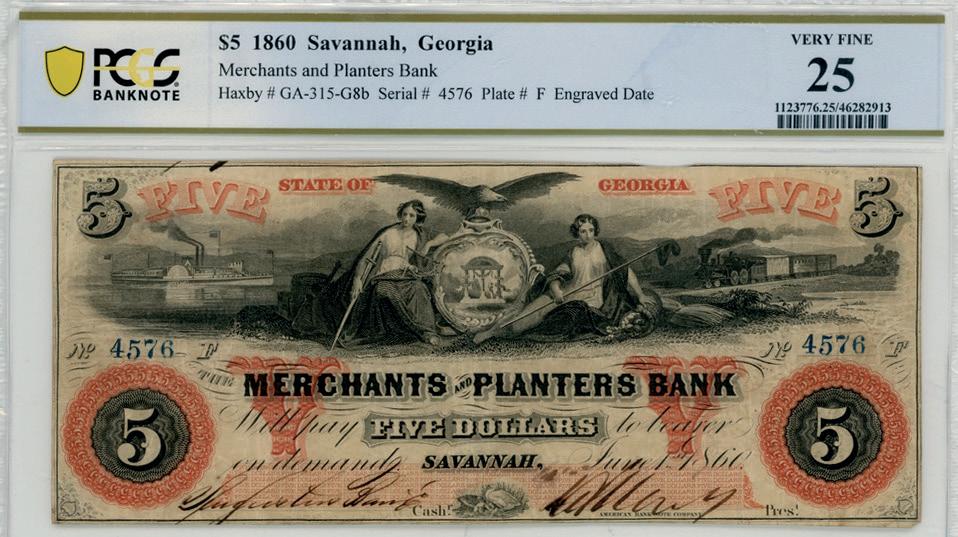 PCGS
BANKNOTE
$5 1860 Savannah, Georgia
Merchants and Planters Bank
Haxby # GA-315-G8b Serial # 4576 Plate # F Engraved Date
VERY FINE
25
1123776.25/46282913
5 FIVE STATE OF GEORGIA FIVE 5
No 4576 F No 4576 F
THE
MERCHANTS AND PLANTERS BANK
Will pay FIVE DOLLARS to bearer
5 5
on demand, SAVANNAH, June 1st 1860
Cash! Pres!
AMERICAN BANK NOTE COMPANY